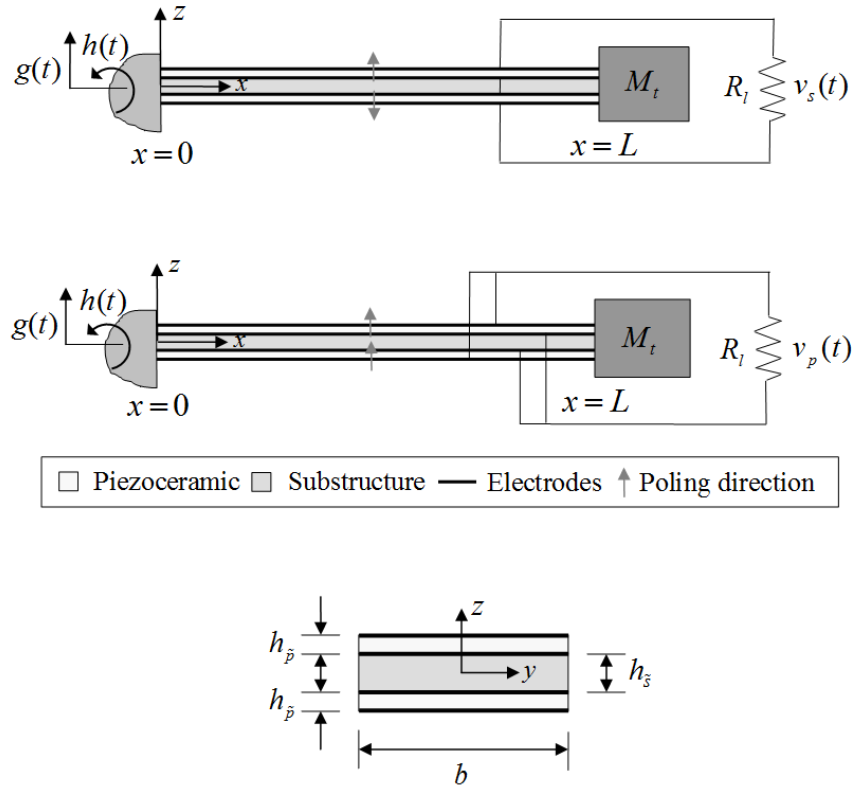 z
h(t)
g(t)
x
M_t
R_l
v_s(t)
x = 0
x = L
z
h(t)
g(t)
x
M_t
R_l
v_p(t)
x = 0
x = L
Piezoceramic Substructure Electrodes Poling direction
z
h_p̃
y
h_s̃
h_p̃
b